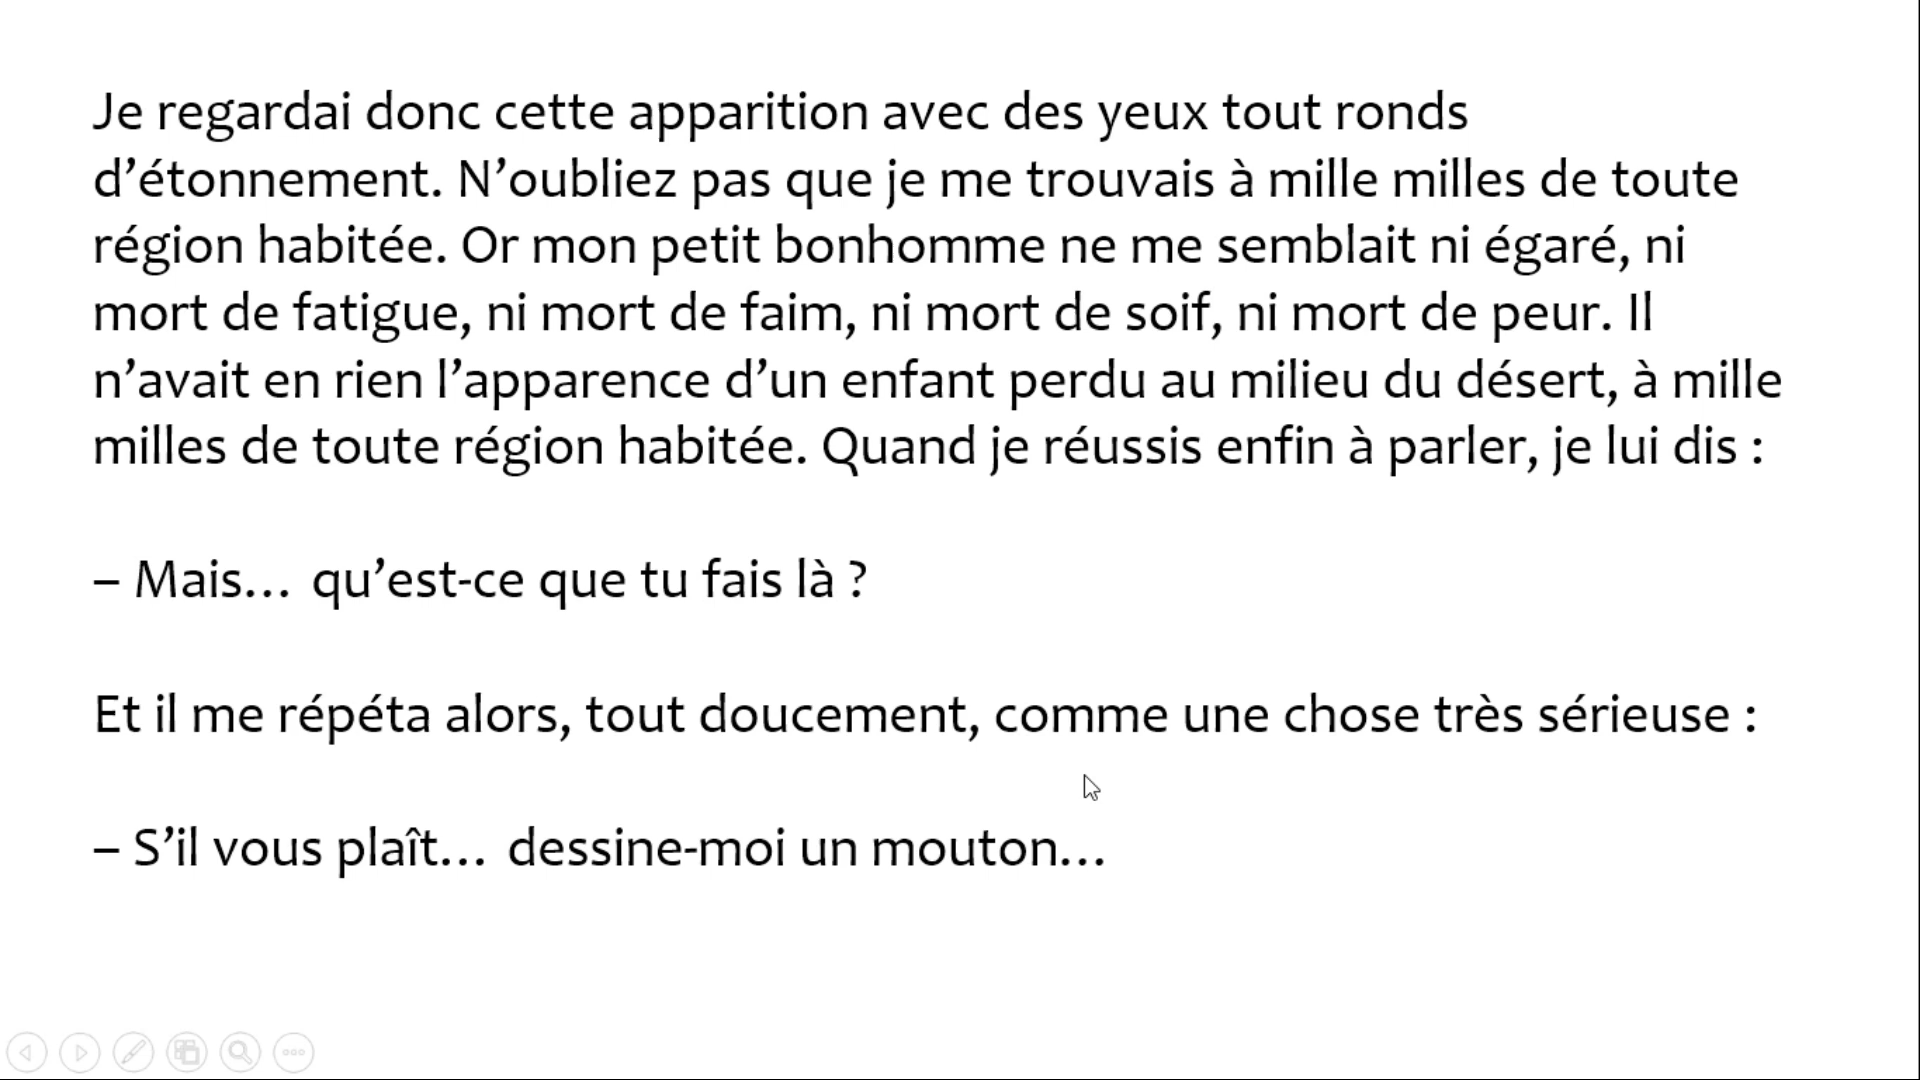 Je regardai donc cette apparition avec des yeux tout ronds
d’étonnement. N’oubliez pas que je me trouvais à mille milles de toute
région habitée. Or mon petit bonhomme ne me semblait ni égaré, ni
mort de fatigue, ni mort de faim, ni mort de soif, ni mort de peur. Il
n’avait en rien l’apparence d’un enfant perdu au milieu du désert, à mille
milles de toute région habitée. Quand je réussis enfin à parler, je lui dis :
– Mais… qu’est-ce que tu fais là ?
Et il me répéta alors, tout doucement, comme une chose très sérieuse :
– S’il vous plaît… dessine-moi un mouton…